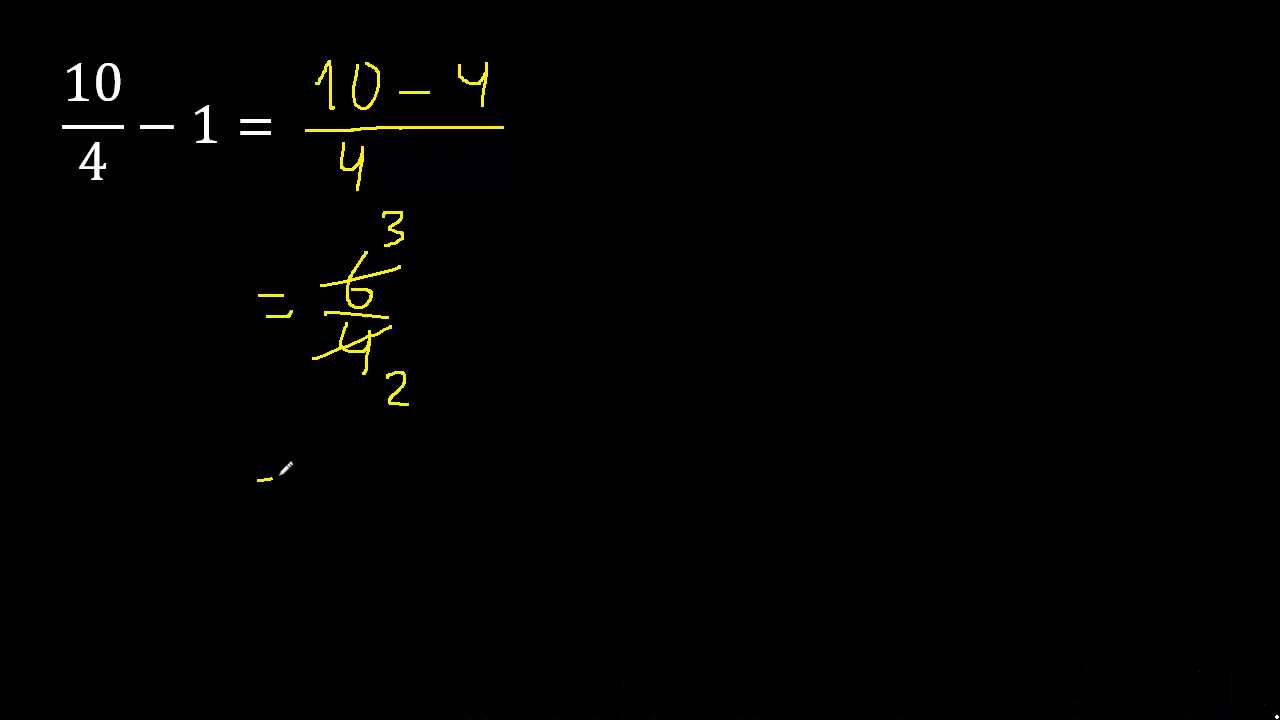 10/4 − 1 = 10 − 4/4
= 6/4 3 2
−